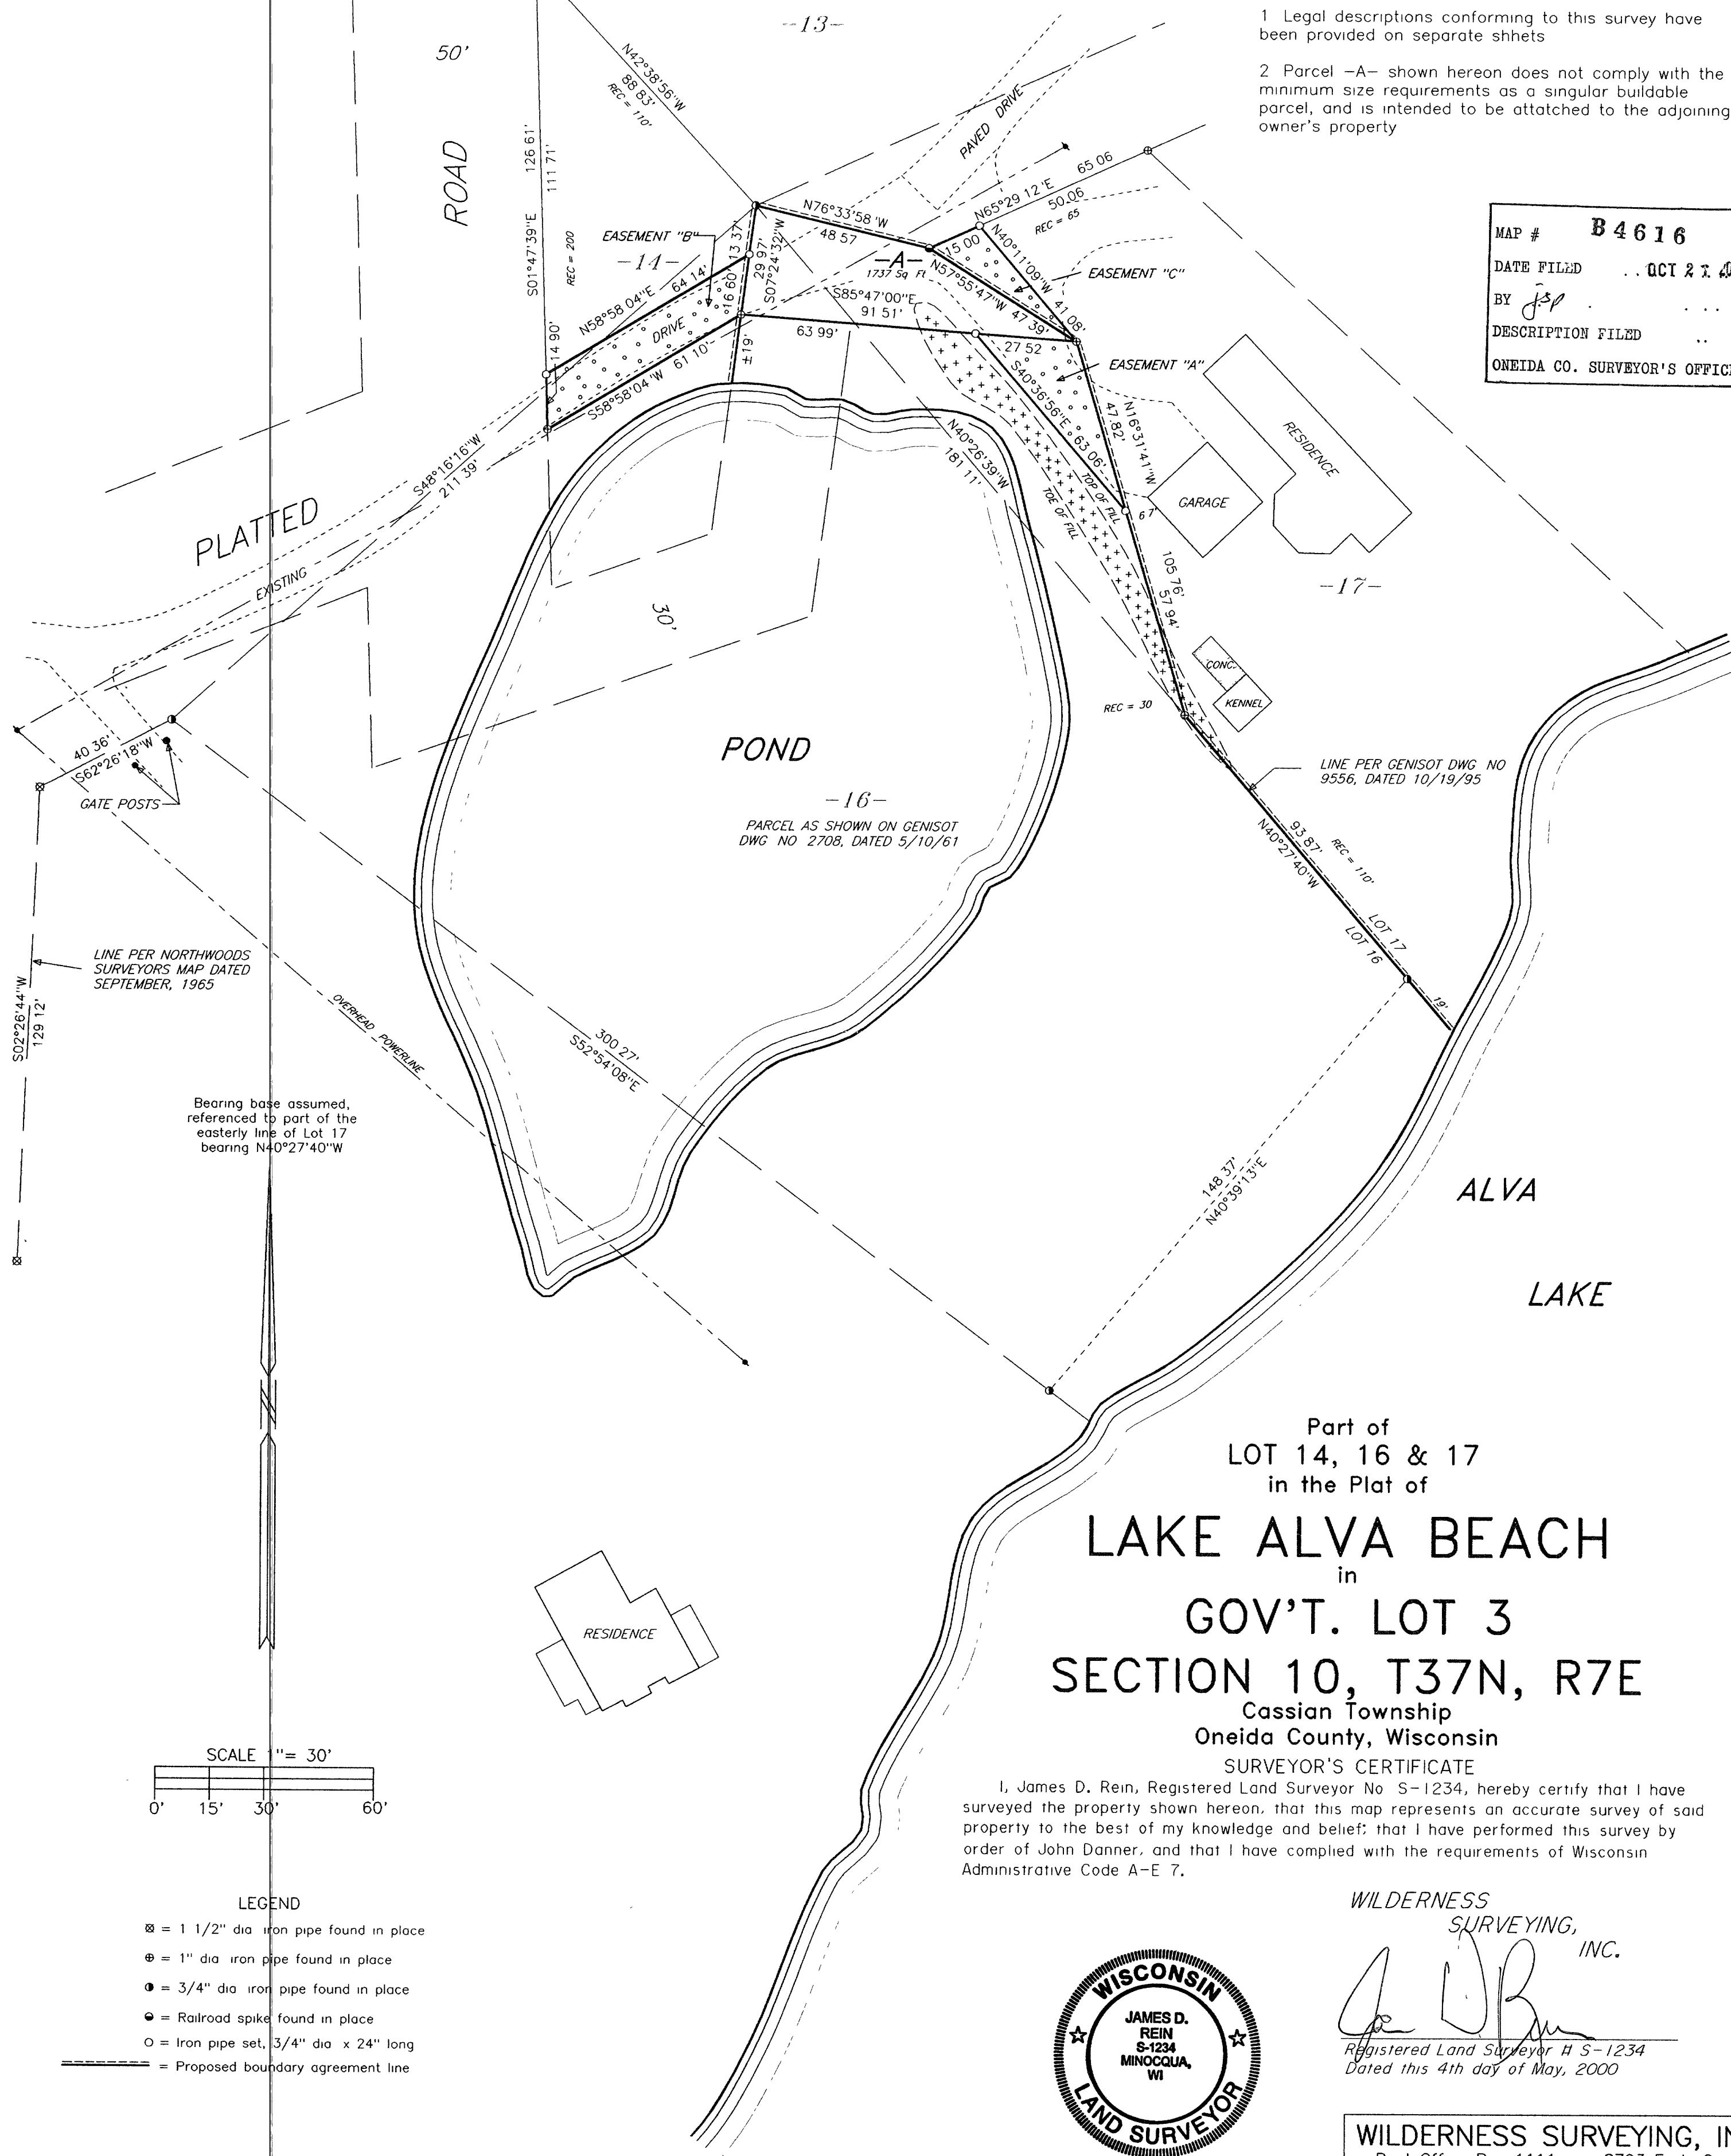 1 Legal descriptions conforming to this survey have
been provided on separate shhets
2 Parcel -A- shown hereon does not comply with the
minimum size requirements as a singular buildable
parcel, and is intended to be attatched to the adjoining
owner's property
MAP # B4616
DATE FILED .. OCT 2
BY
DESCRIPTION FILED ..
ONEIDA CO. SURVEYOR'S OFFICE
-13-
50'
ROAD
N42°38'56"W
88 83'
REC = 110'
S01°47'39"E
126 61'
111 71'
REC = 200
PAVED DRIVE
EASEMENT "B"
-14-
N76°33'58"W
48 57
N65°29 12'E
65 06
50.06
REC = 65
15 00
13 37'
29 97'
16 60'
S07°24'32"W
-A-
1737 Sq Ft
N57°55'47"W
47 39'
N40°11'09"W
41 08'
EASEMENT "C"
N58°58 04"E
64 14'
DRIVE
14 90'
S58°58'04"W
61 10'
S85°47'00"E
91 51'
63 99'
27 52
±19'
EASEMENT "A"
S40°36'56"E
63 06'
N16°31'41"W
47.82'
N40°26'39"W
181 11'
TOP OF FILL
TOE OF FILL
6 7'
GARAGE
RESIDENCE
S48°16'16"W
211 39'
PLATTED
EXISTING
30'
105 76'
57 94'
-17-
CONC.
KENNEL
REC = 30
40 36'
S62°26'18"W
GATE POSTS
POND
-16-
PARCEL AS SHOWN ON GENISOT
DWG NO 2708, DATED 5/10/61
LINE PER GENISOT DWG NO
9556, DATED 10/19/95
93 87'
N40°27'40"W
REC = 110'
LOT 17
LOT 16
19'
LINE PER NORTHWOODS
SURVEYORS MAP DATED
SEPTEMBER, 1965
S02°26'44"W
129 12'
OVERHEAD POWERLINE
300 27'
S52°54'08"E
Bearing base assumed,
referenced to part of the
easterly line of Lot 17
bearing N40°27'40"W
148 37'
N40°39'13"E
ALVA
LAKE
Part of
LOT 14, 16 & 17
in the Plat of
LAKE ALVA BEACH
in
GOV'T. LOT 3
SECTION 10, T37N, R7E
Cassian Township
Oneida County, Wisconsin
RESIDENCE
SCALE 1"= 30'
0' 15' 30' 60'
SURVEYOR'S CERTIFICATE
I, James D. Rein, Registered Land Surveyor No S-1234, hereby certify that I have
surveyed the property shown hereon, that this map represents an accurate survey of said
property to the best of my knowledge and belief; that I have performed this survey by
order of John Danner, and that I have complied with the requirements of Wisconsin
Administrative Code A-E 7.
LEGEND
= 1 1/2" dia iron pipe found in place
= 1" dia iron pipe found in place
= 3/4" dia iron pipe found in place
= Railroad spike found in place
= Iron pipe set, 3/4" dia x 24" long
= Proposed boundary agreement line
WILDERNESS
SURVEYING,
INC.
Registered Land Surveyor # S-1234
Dated this 4th day of May, 2000
WISCONSIN
JAMES D.
REIN
S-1234
MINOCQUA,
WI
LAND SURVEYOR
WILDERNESS SURVEYING, IN